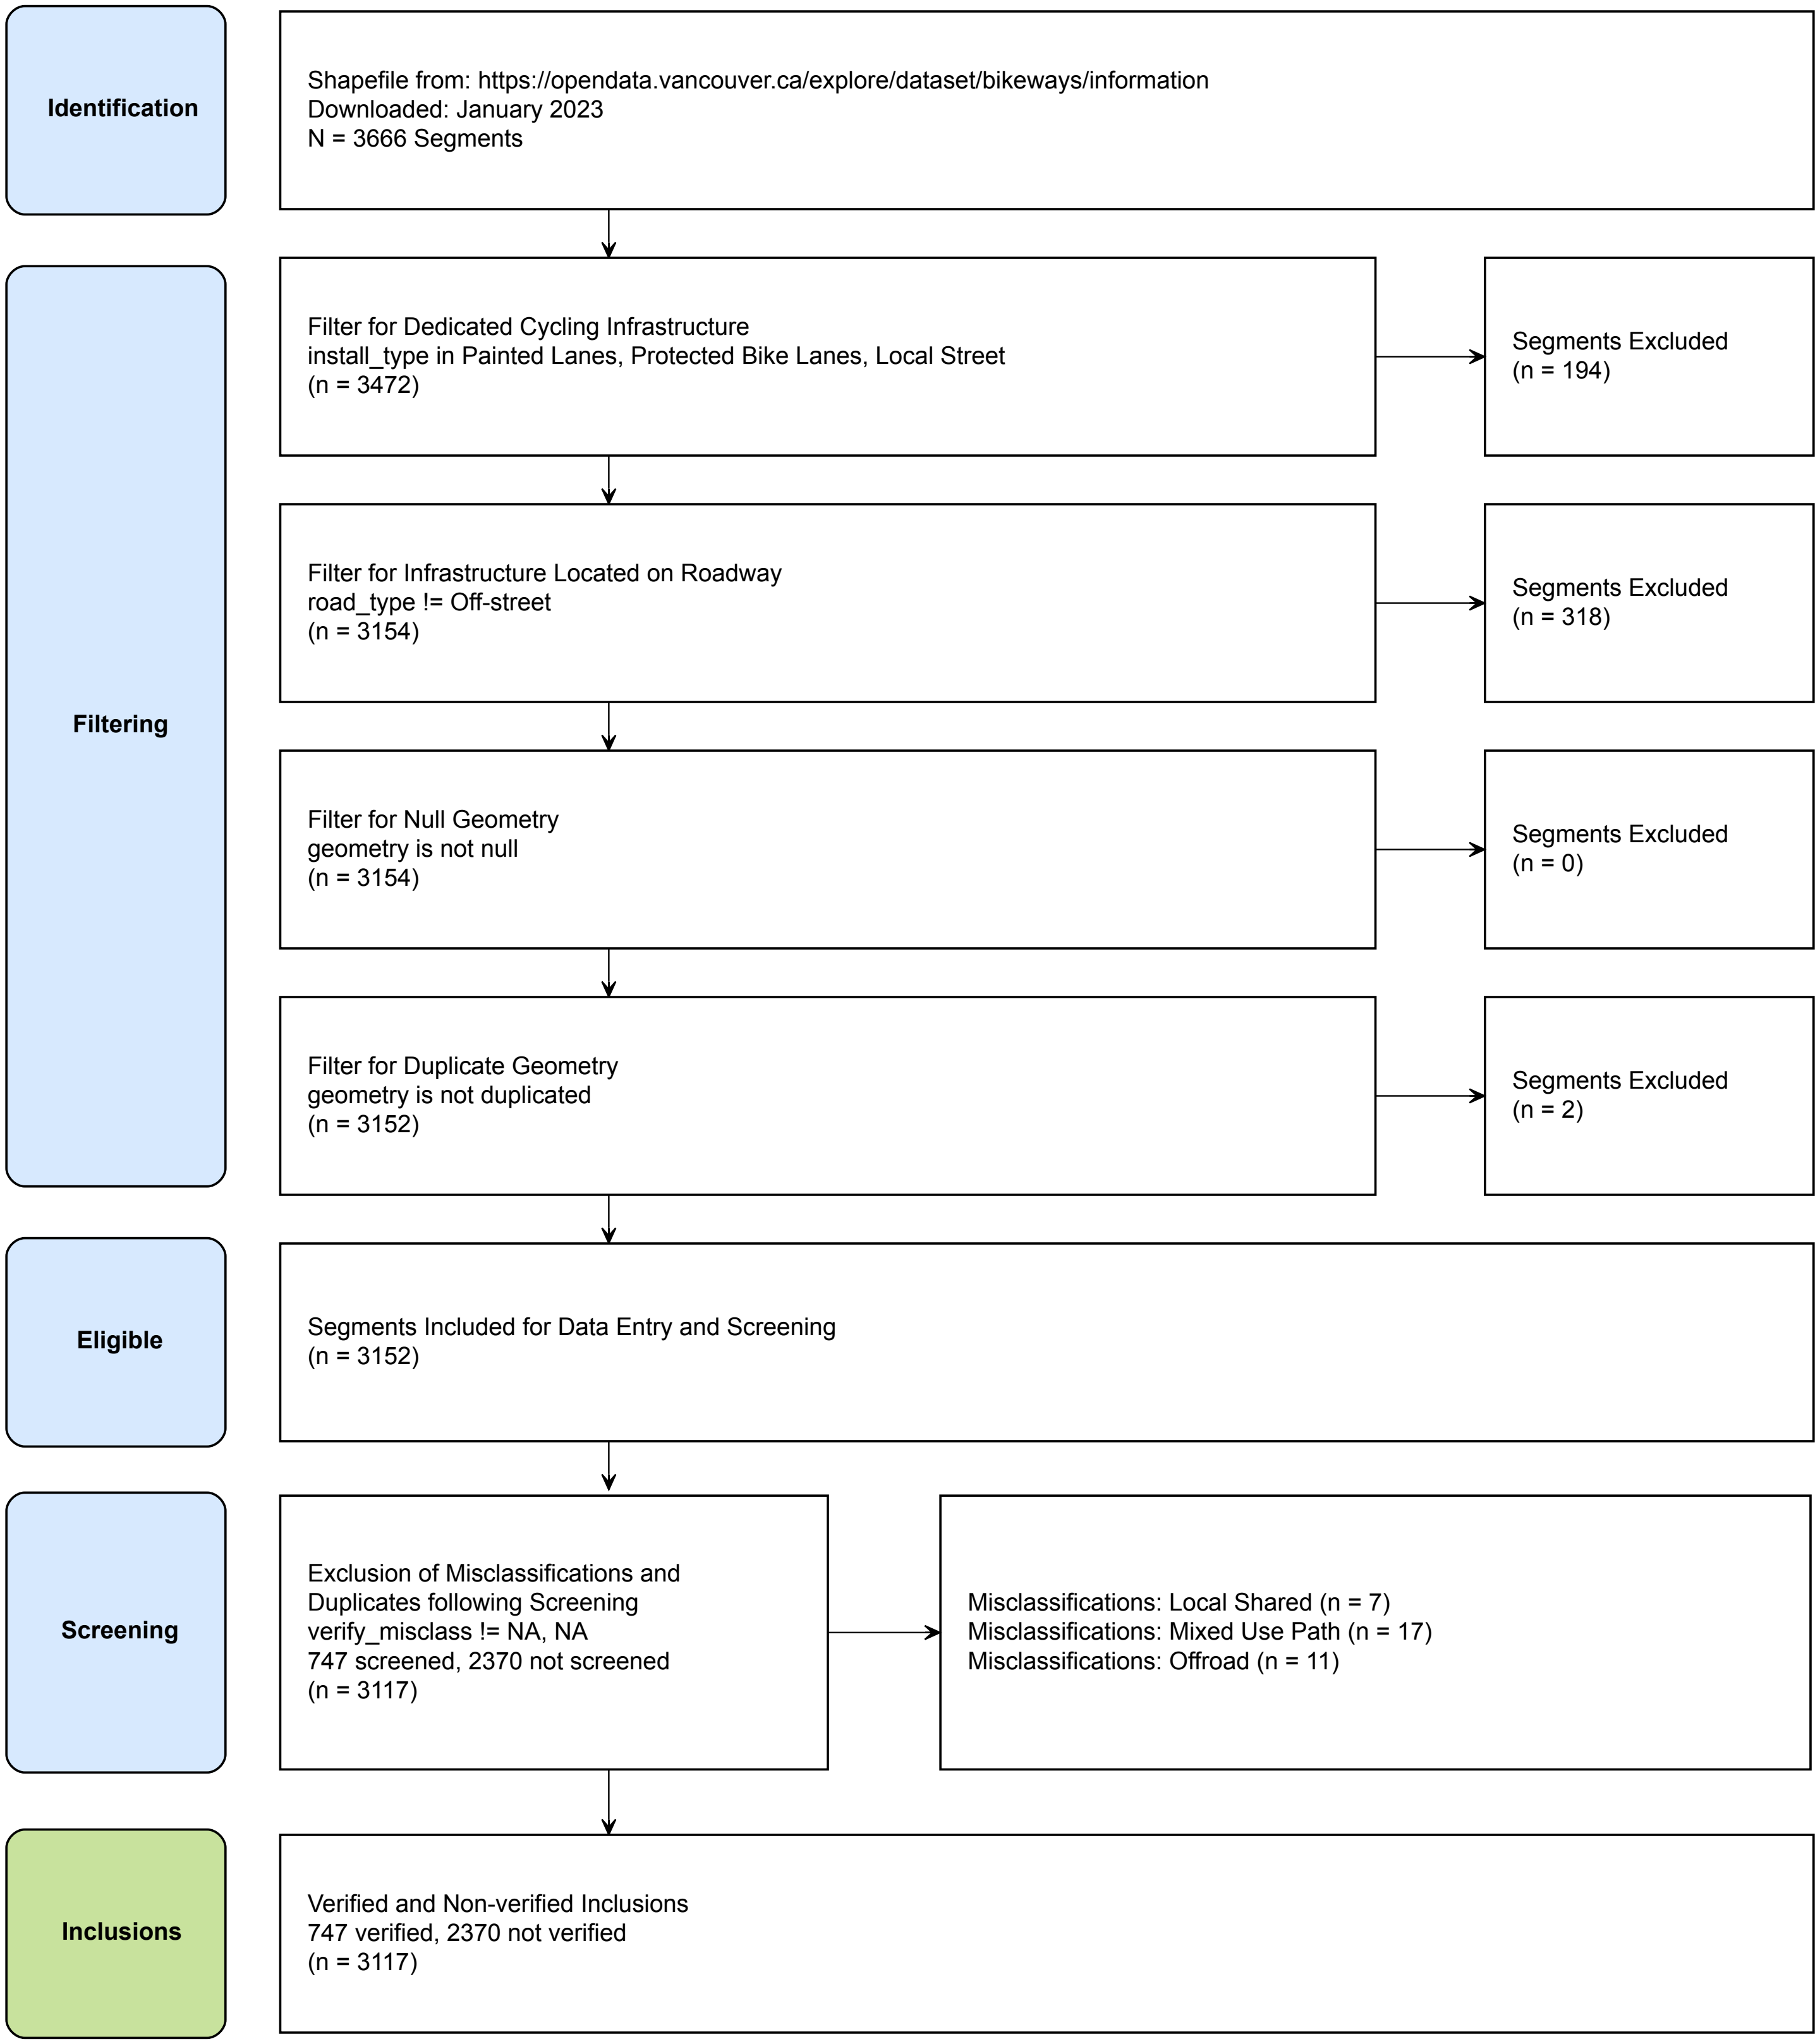 Identification
Shapefile from: https://opendata.vancouver.ca/explore/dataset/bikeways/information
Downloaded: January 2023
N = 3666 Segments
Filtering
Filter for Dedicated Cycling Infrastructure
install_type in Painted Lanes, Protected Bike Lanes, Local Street
(n = 3472)
Segments Excluded
(n = 194)
Filter for Infrastructure Located on Roadway
road_type != Off-street
(n = 3154)
Segments Excluded
(n = 318)
Filter for Null Geometry
geometry is not null
(n = 3154)
Segments Excluded
(n = 0)
Filter for Duplicate Geometry
geometry is not duplicated
(n = 3152)
Segments Excluded
(n = 2)
Eligible
Segments Included for Data Entry and Screening
(n = 3152)
Screening
Exclusion of Misclassifications and
Duplicates following Screening
verify_misclass != NA, NA
747 screened, 2370 not screened
(n = 3117)
Misclassifications: Local Shared (n = 7)
Misclassifications: Mixed Use Path (n = 17)
Misclassifications: Offroad (n = 11)
Inclusions
Verified and Non-verified Inclusions
747 verified, 2370 not verified
(n = 3117)